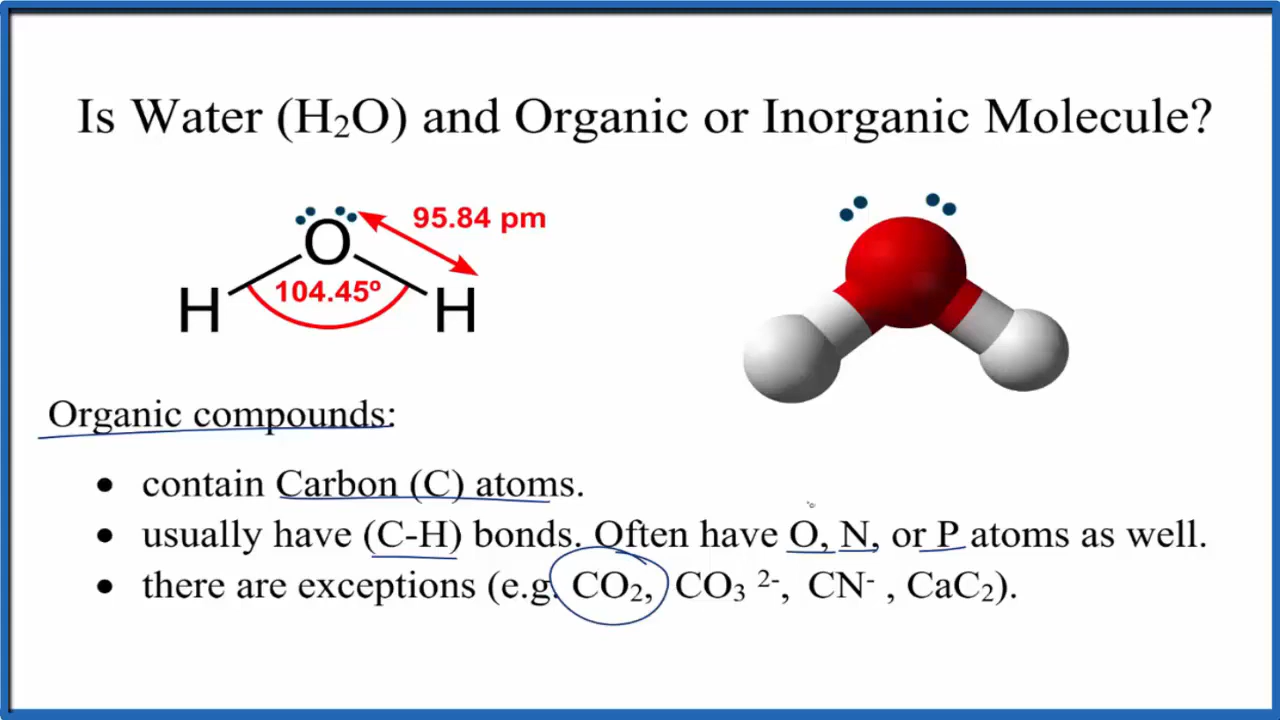 Is Water (H₂O) and Organic or Inorganic Molecule?
95.84 pm
O
104.45º
H H
Organic compounds:
• contain Carbon (C) atoms.
• usually have (C-H) bonds. Often have O, N, or P atoms as well.
• there are exceptions (e.g. CO₂, CO₃ ²⁻, CN⁻ , CaC₂).